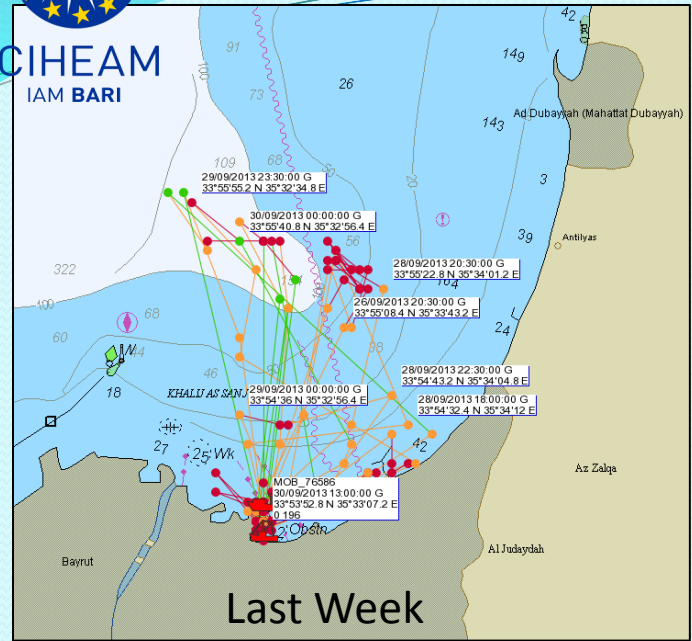 CIHEAM
IAM BARI
42
149
91
26
73
100
Ad Dubayyah (Mahattat Dubayyah)
143
109
68
3
29/09/2013 23:30:00 G
33°55'55.2 N 35°32'34.8 E
20
30/09/2013 00:00:00 G
33°55'40.8 N 35°32'56.4 E
39
56
Antilyas
28/09/2013 20:30:00 G
33°55'22.8 N 35°34'01.2 E
322
164
26/09/2013 20:30:00 G
33°55'08.4 N 35°33'43.2 E
100
68
24
60
98
44
46
28/09/2013 22:30:00 G
33°54'43.2 N 35°34'04.8 E
18
KHALIJ AS SAN J
29/09/2013 00:00:00 G
33°54'36 N 35°32'56.4 E
28/09/2013 18:00:00 G
33°54'32.4 N 35°34'12 E
27
25 Wk
42
Az Zalqa
MOB_76586
30/09/2013 13:00:00 G
33°53'52.8 N 35°33'07.2 E
0 196
Obstn
Bayrut
Al Judaydah
Last Week